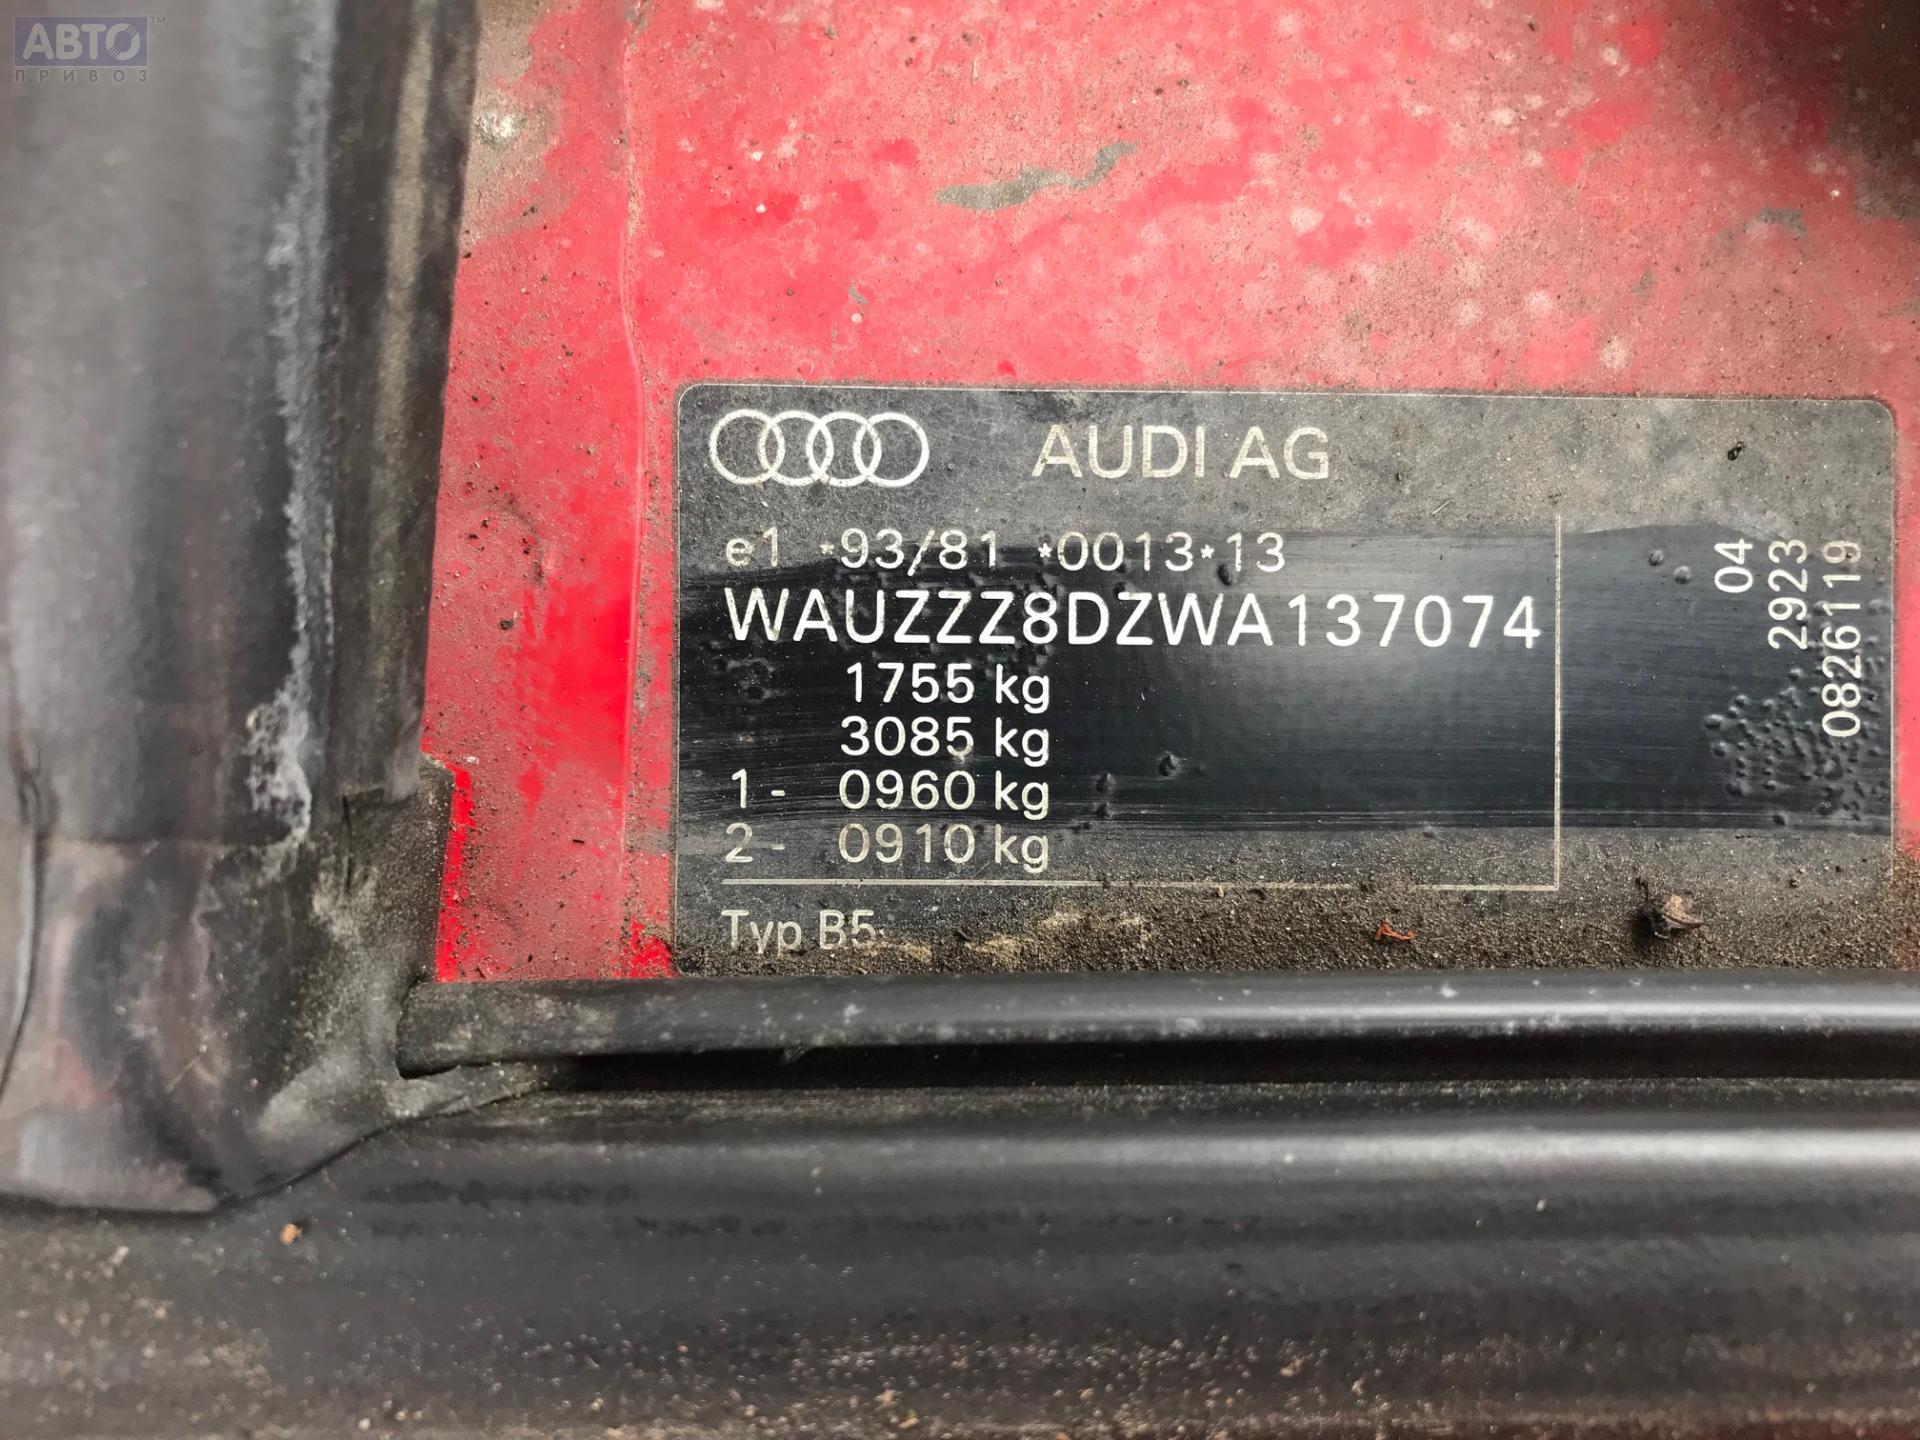 АВТО™
ПРИВОЗ
AUDI AG
e1 *93/81 *0013*13
WAUZZZ8DZWA137074
1755 kg
3085 kg
1- 0960 kg
2- 0910 kg
Typ B5
04
2923
0826119